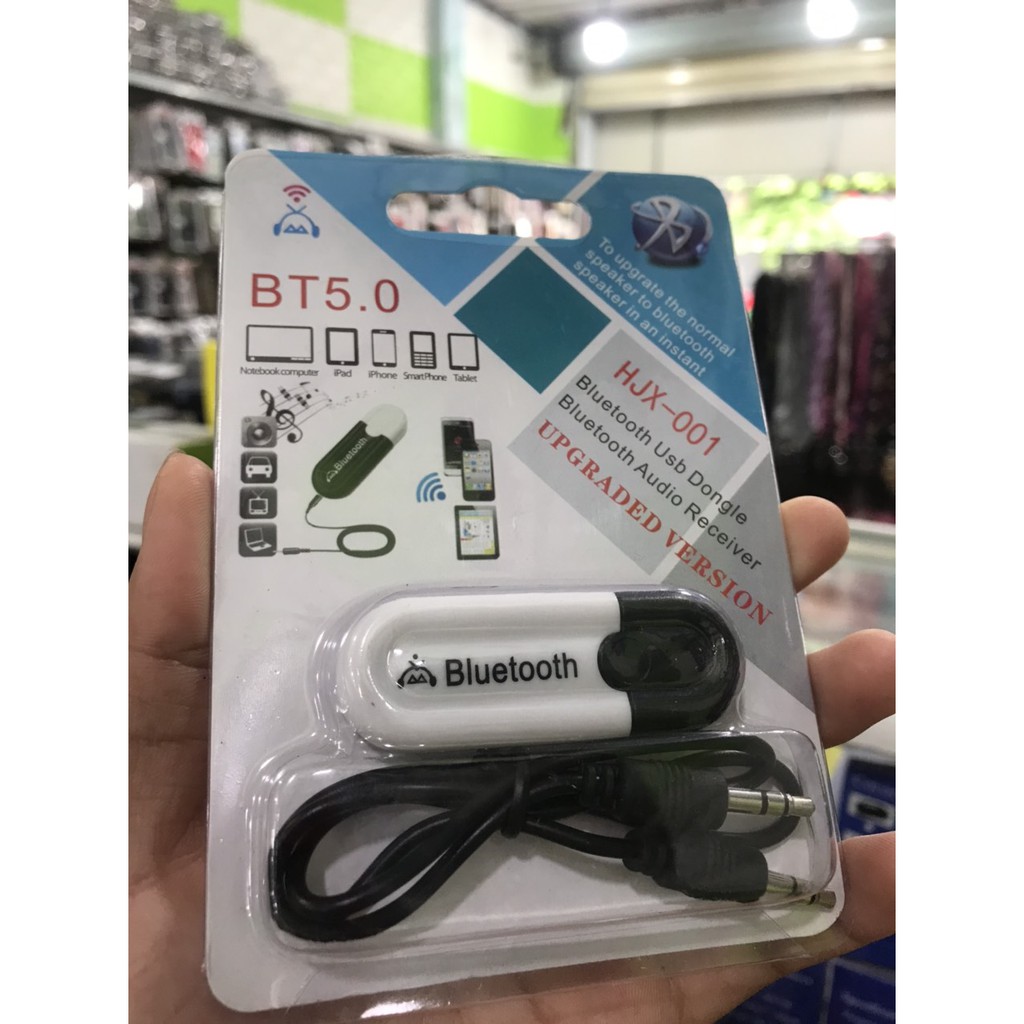 BT5.0
Notebook computer iPad iPhone SmartPhone Tablet
Bluetooth
To upgrate the normal
speaker to bluetooth
speaker in an instant
HJX-001
Bluetooth Usb Dongle
Bluetooth Audio Receiver
UPGRADED VERSION
Bluetooth